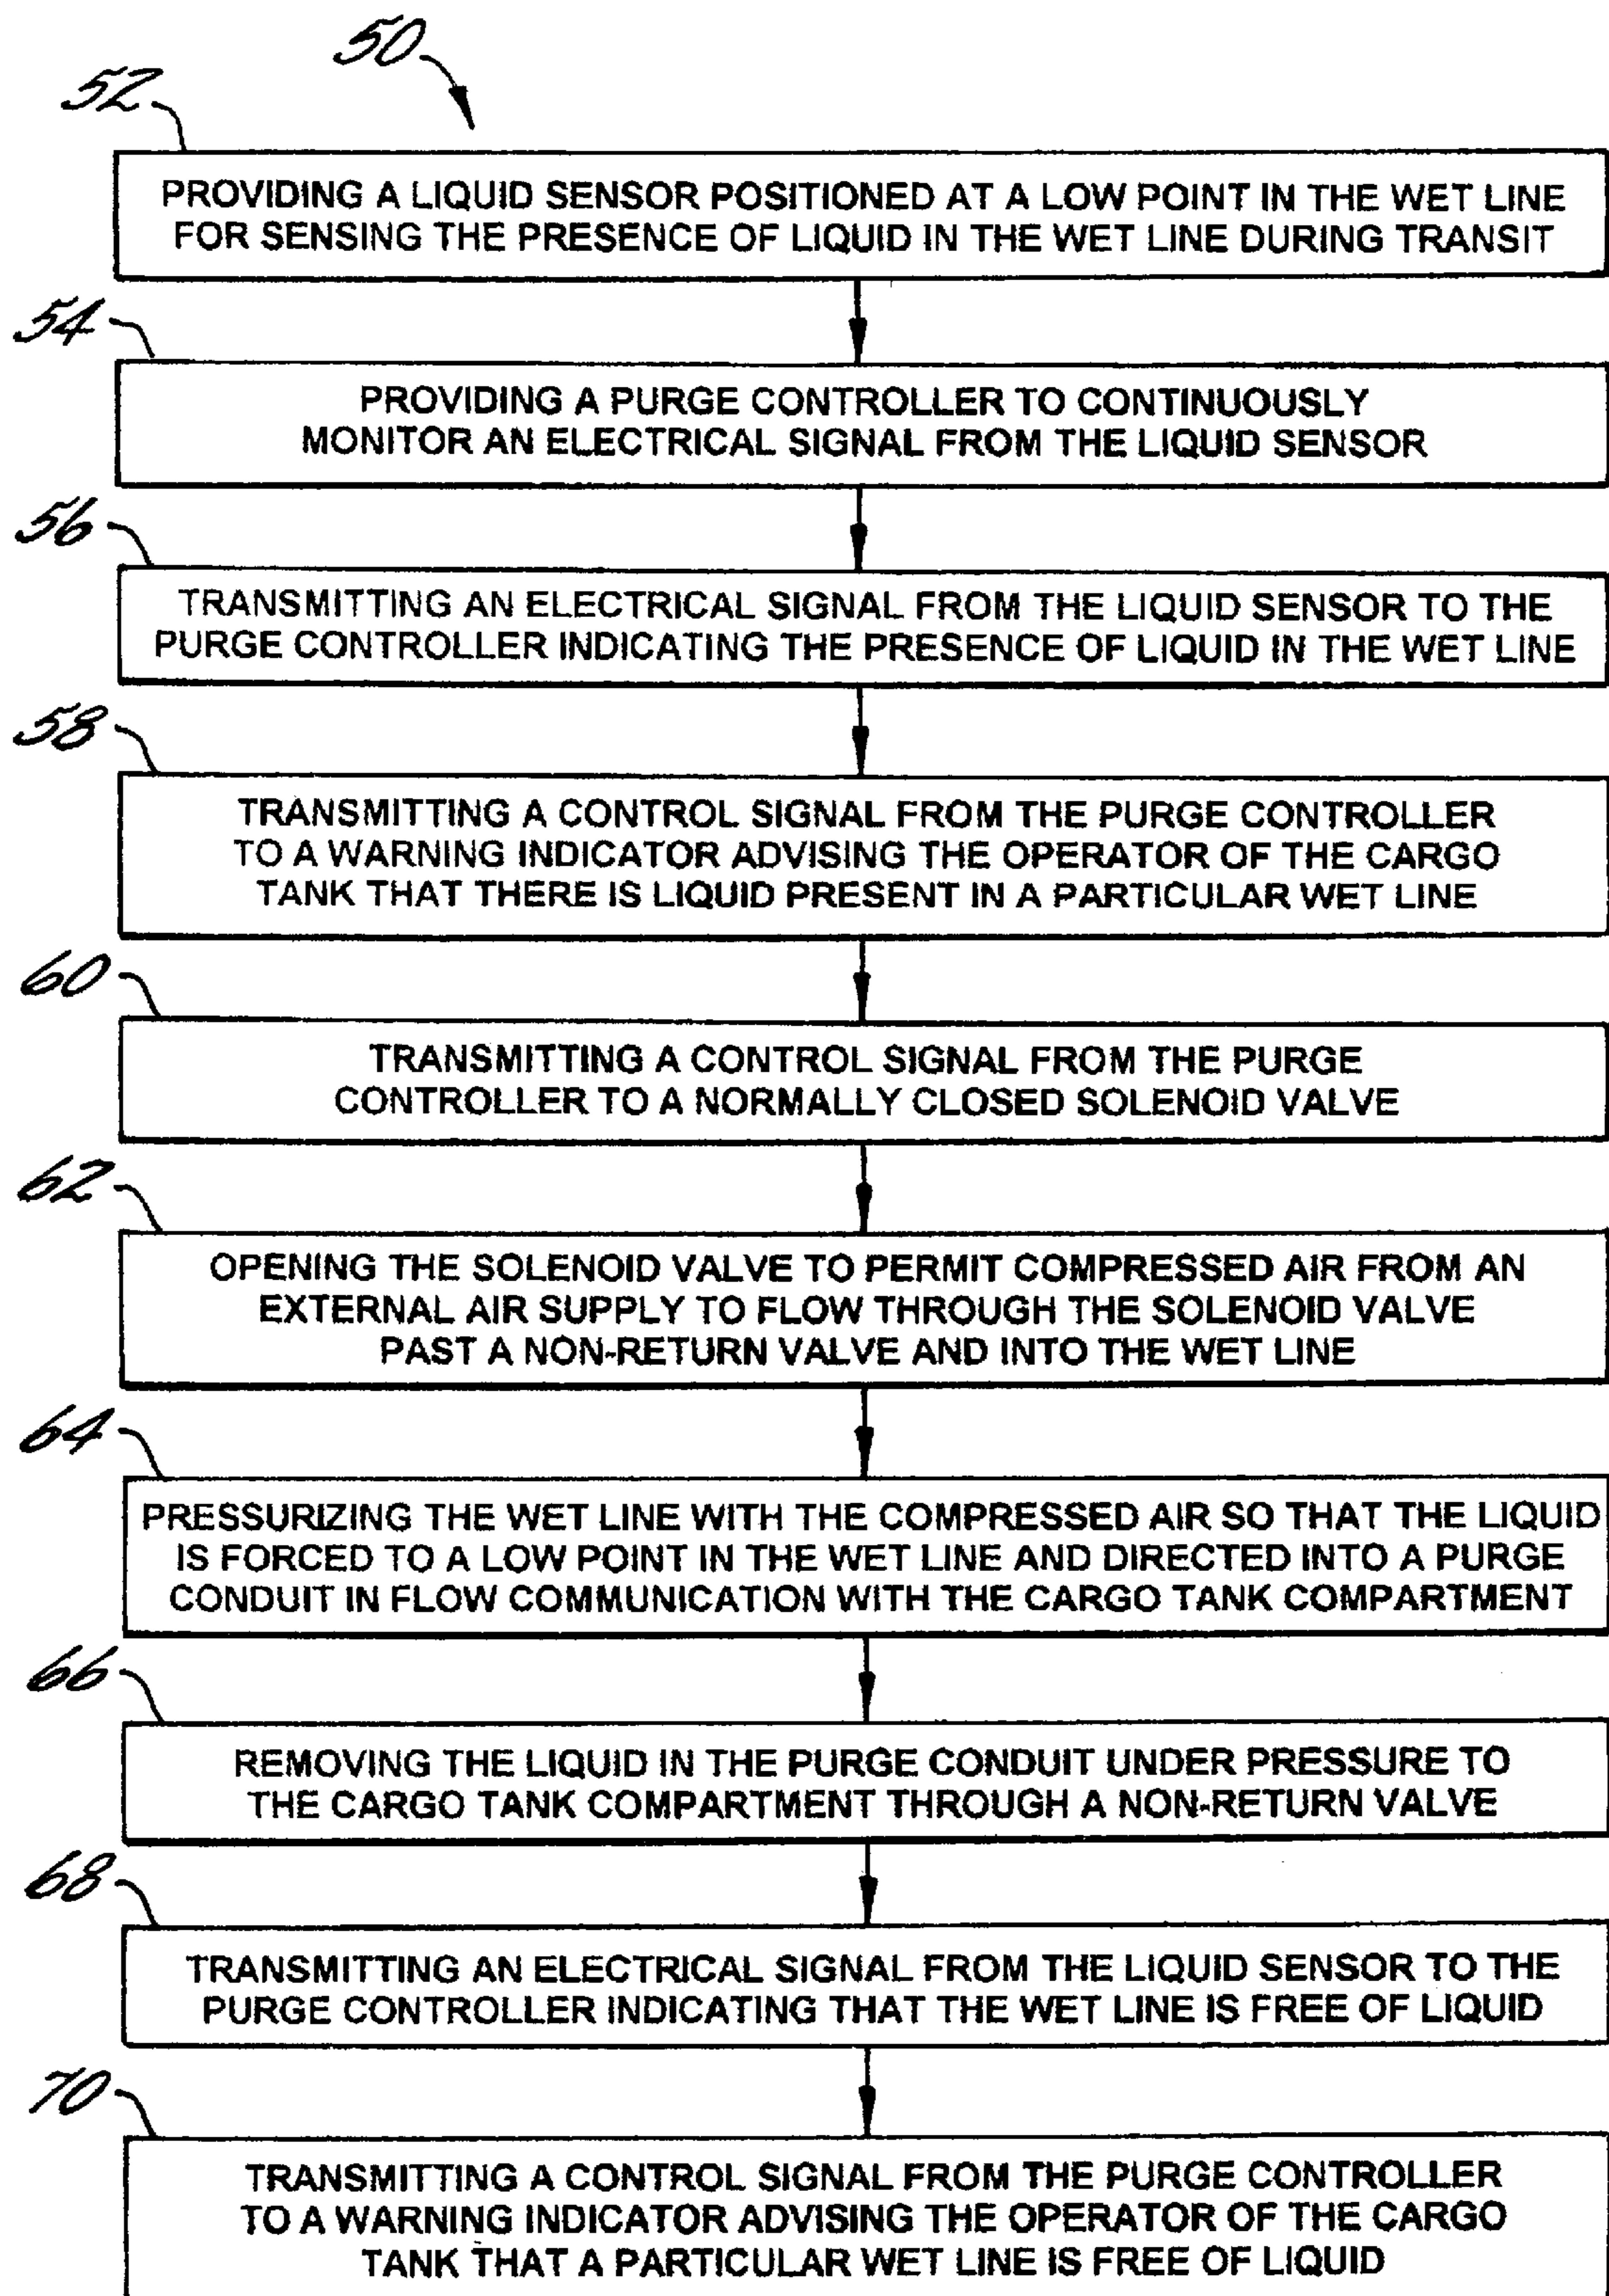 50
52
PROVIDING A LIQUID SENSOR POSITIONED AT A LOW POINT IN THE WET LINE
FOR SENSING THE PRESENCE OF LIQUID IN THE WET LINE DURING TRANSIT
54
PROVIDING A PURGE CONTROLLER TO CONTINUOUSLY
MONITOR AN ELECTRICAL SIGNAL FROM THE LIQUID SENSOR
56
TRANSMITTING AN ELECTRICAL SIGNAL FROM THE LIQUID SENSOR TO THE
PURGE CONTROLLER INDICATING THE PRESENCE OF LIQUID IN THE WET LINE
58
TRANSMITTING A CONTROL SIGNAL FROM THE PURGE CONTROLLER
TO A WARNING INDICATOR ADVISING THE OPERATOR OF THE CARGO
TANK THAT THERE IS LIQUID PRESENT IN A PARTICULAR WET LINE
60
TRANSMITTING A CONTROL SIGNAL FROM THE PURGE
CONTROLLER TO A NORMALLY CLOSED SOLENOID VALVE
62
OPENING THE SOLENOID VALVE TO PERMIT COMPRESSED AIR FROM AN
EXTERNAL AIR SUPPLY TO FLOW THROUGH THE SOLENOID VALVE
PAST A NON-RETURN VALVE AND INTO THE WET LINE
64
PRESSURIZING THE WET LINE WITH THE COMPRESSED AIR SO THAT THE LIQUID
IS FORCED TO A LOW POINT IN THE WET LINE AND DIRECTED INTO A PURGE
CONDUIT IN FLOW COMMUNICATION WITH THE CARGO TANK COMPARTMENT
66
REMOVING THE LIQUID IN THE PURGE CONDUIT UNDER PRESSURE TO
THE CARGO TANK COMPARTMENT THROUGH A NON-RETURN VALVE
68
TRANSMITTING AN ELECTRICAL SIGNAL FROM THE LIQUID SENSOR TO THE
PURGE CONTROLLER INDICATING THAT THE WET LINE IS FREE OF LIQUID
70
TRANSMITTING A CONTROL SIGNAL FROM THE PURGE CONTROLLER
TO A WARNING INDICATOR ADVISING THE OPERATOR OF THE CARGO
TANK THAT A PARTICULAR WET LINE IS FREE OF LIQUID